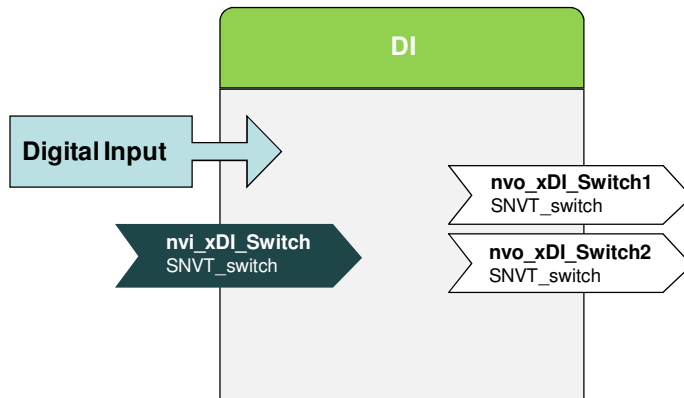 DI
Digital Input
nvi_xDI_Switch
SNVT_switch
nvo_xDI_Switch1
SNVT_switch
nvo_xDI_Switch2
SNVT_switch